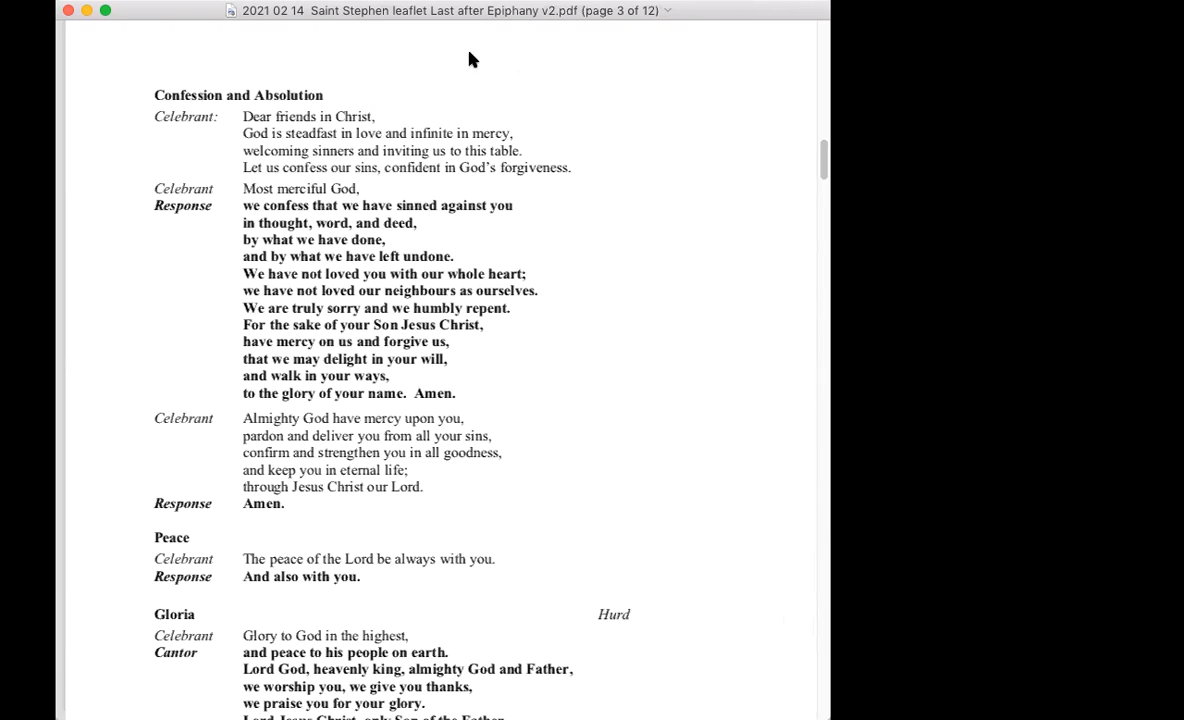 2021 02 14 Saint Stephen leaflet Last after Epiphany v2.pdf (page 3 of 12)
Confession and Absolution
Celebrant: Dear friends in Christ,
God is steadfast in love and infinite in mercy,
welcoming sinners and inviting us to this table.
Let us confess our sins, confident in God's forgiveness.
Celebrant Most merciful God,
Response we confess that we have sinned against you
in thought, word, and deed,
by what we have done,
and by what we have left undone.
We have not loved you with our whole heart;
we have not loved our neighbours as ourselves.
We are truly sorry and we humbly repent.
For the sake of your Son Jesus Christ,
have mercy on us and forgive us,
that we may delight in your will,
and walk in your ways,
to the glory of your name. Amen.
Celebrant Almighty God have mercy upon you,
pardon and deliver you from all your sins,
confirm and strengthen you in all goodness,
and keep you in eternal life;
through Jesus Christ our Lord.
Response Amen.
Peace
Celebrant The peace of the Lord be always with you.
Response And also with you.
Gloria Hurd
Celebrant Glory to God in the highest,
Cantor and peace to his people on earth.
Lord God, heavenly king, almighty God and Father,
we worship you, we give you thanks,
we praise you for your glory.
Lord Jesus Christ, only Son of the Father,